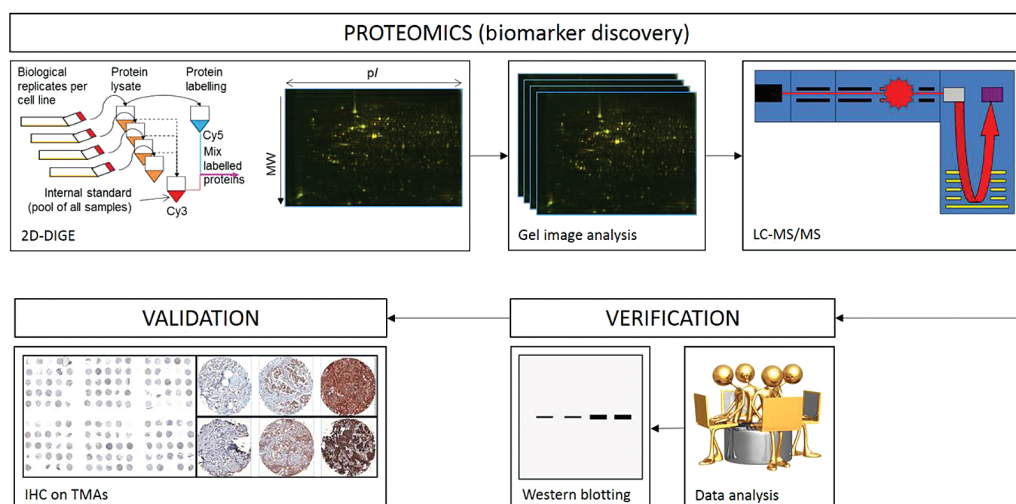 PROTEOMICS (biomarker discovery)
Biological
replicates per
cell line
Protein
lysate
Protein
labelling
Cy5
Mix
labelled
proteins
Internal standard
(pool of all samples)
Cy3
2D-DIGE
pI
MW
Gel image analysis
LC-MS/MS
VALIDATION
VERIFICATION
IHC on TMAs
Western blotting
Data analysis